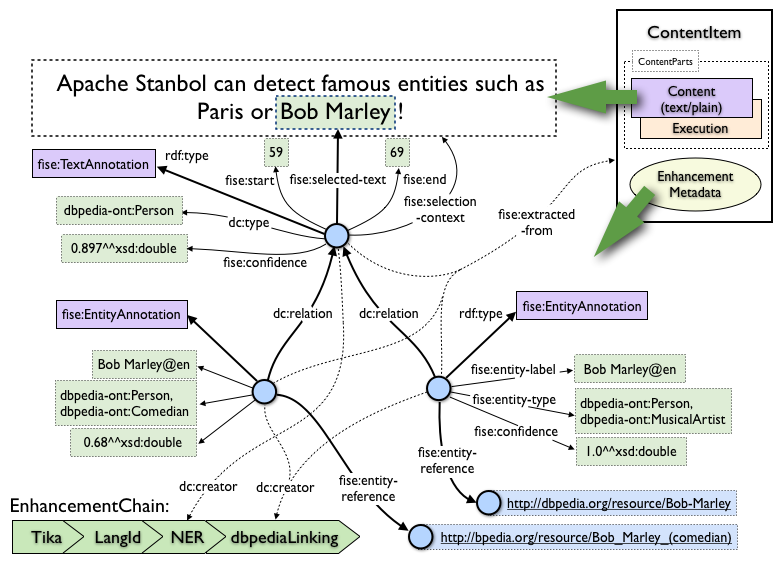 ContentItem
ContentParts
Content
(text/plain)
Execution
Enhancement
Metadata
Apache Stanbol can detect famous entities such as
Paris or Bob Marley !
fise:TextAnnotation
rdf:type
59
69
fise:start
fise:selected-text
fise:end
fise:selection
-context
dbpedia-ont:Person
dc:type
0.897^^xsd:double
fise:confidence
fise:extracted
-from
fise:EntityAnnotation
dc:relation
dc:relation
rdf:type
fise:EntityAnnotation
Bob Marley@en
dbpedia-ont:Person,
dbpedia-ont:Comedian
0.68^^xsd:double
fise:entity-label
Bob Marley@en
fise:entity-type
dbpedia-ont:Person,
dbpedia-ont:MusicalArtist
fise:confidence
1.0^^xsd:double
fise:entity-
reference
fise:entity-
reference
dc:creator
dc:creator
http://dbpedia.org/resource/Bob-Marley
http://bpedia.org/resource/Bob_Marley_(comedian)
EnhancementChain:
Tika
LangId
NER
dbpediaLinking